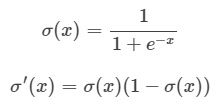 σ(x) = 1 / (1 + e^{-x})
σ′(x) = σ(x)(1 − σ(x))